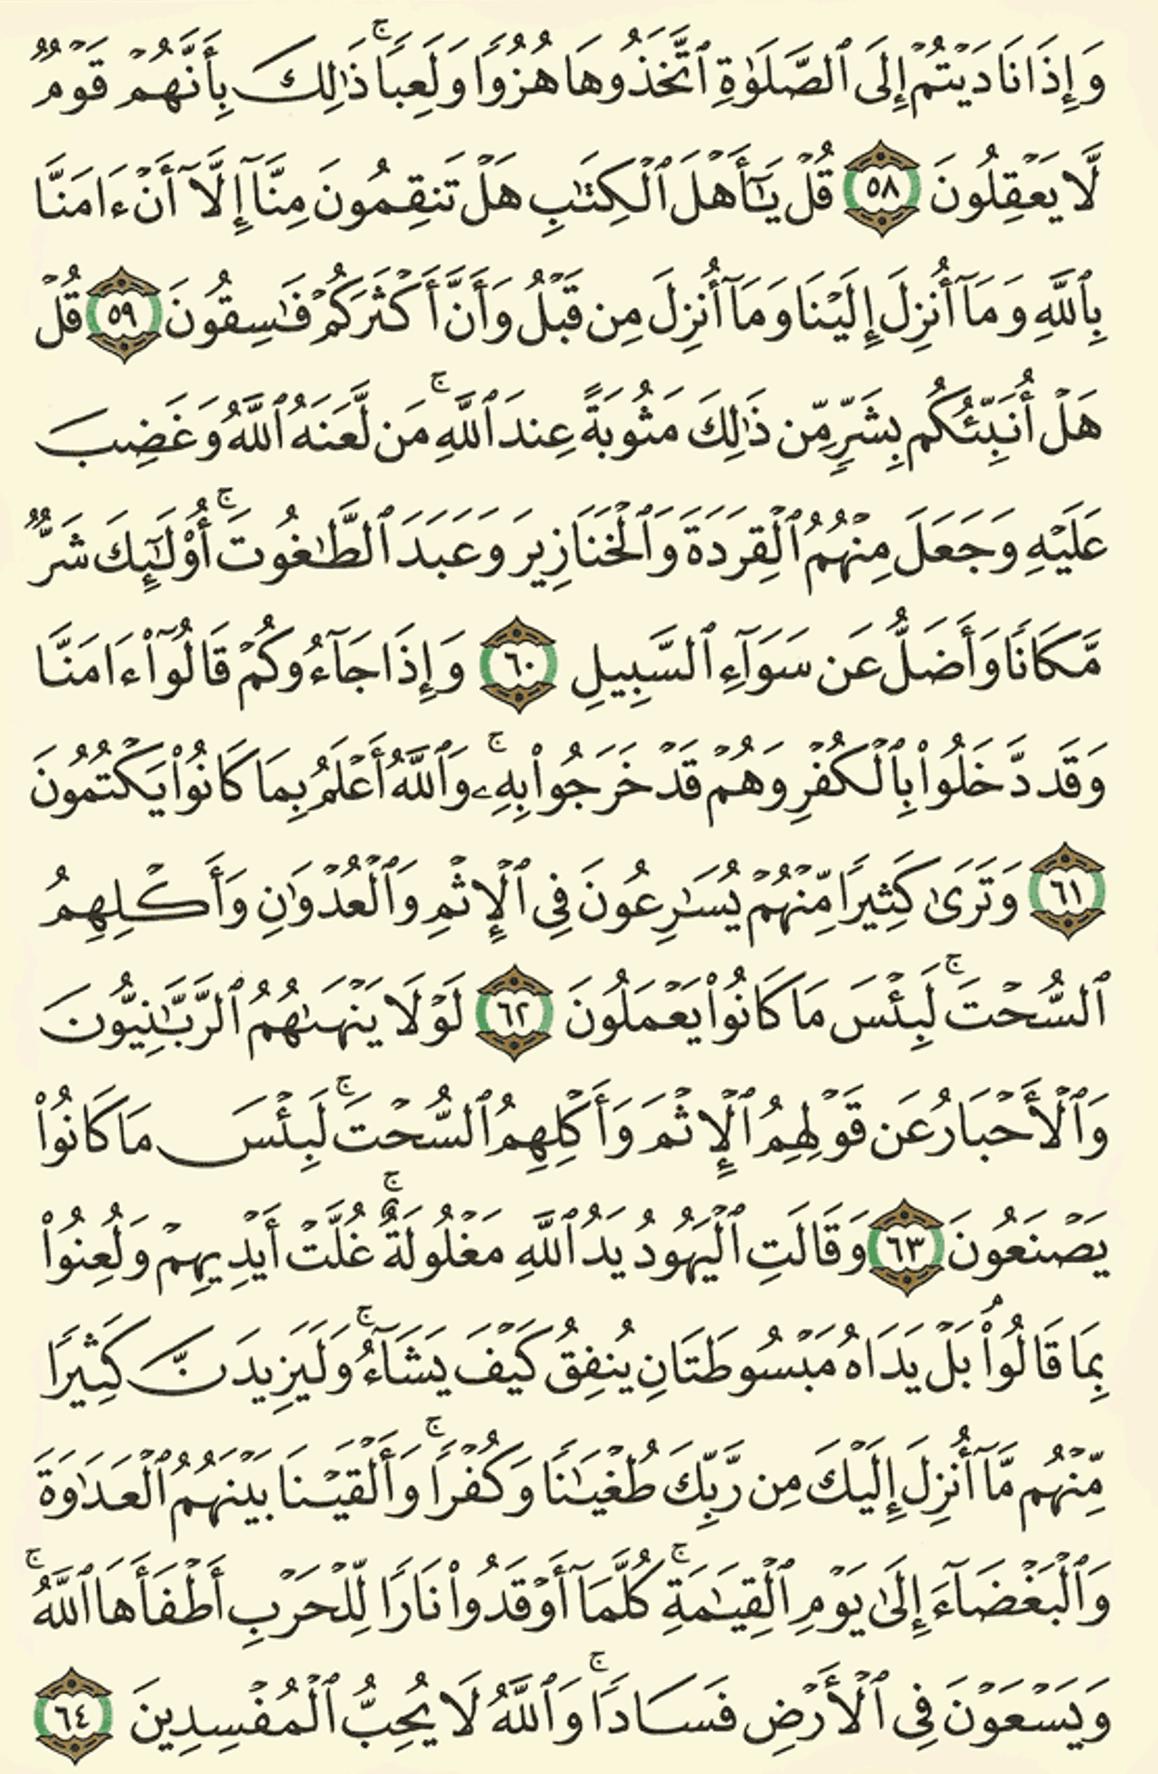 وَإِذَا نَادَيْتُمْ إِلَى ٱلصَّلَوٰةِ ٱتَّخَذُوهَا هُزُوًا وَلَعِبًا ۚ ذَٰلِكَ بِأَنَّهُمْ قَوْمٌ
لَّا يَعْقِلُونَ ٥٨ قُلْ يَـٰٓأَهْلَ ٱلْكِتَـٰبِ هَلْ تَنقِمُونَ مِنَّآ إِلَّآ أَنْ ءَامَنَّا
بِٱللَّهِ وَمَآ أُنزِلَ إِلَيْنَا وَمَآ أُنزِلَ مِن قَبْلُ وَأَنَّ أَكْثَرَكُمْ فَـٰسِقُونَ ٥٩ قُلْ
هَلْ أُنَبِّئُكُم بِشَرٍّ مِّن ذَٰلِكَ مَثُوبَةً عِندَ ٱللَّهِ ۚ مَن لَّعَنَهُ ٱللَّهُ وَغَضِبَ
عَلَيْهِ وَجَعَلَ مِنْهُمُ ٱلْقِرَدَةَ وَٱلْخَنَازِيرَ وَعَبَدَ ٱلطَّـٰغُوتَ ۚ أُو۟لَـٰٓئِكَ شَرٌّ
مَّكَانًا وَأَضَلُّ عَن سَوَآءِ ٱلسَّبِيلِ ٦٠ وَإِذَا جَآءُوكُمْ قَالُوٓا۟ ءَامَنَّا
وَقَد دَّخَلُوا۟ بِٱلْكُفْرِ وَهُمْ قَدْ خَرَجُوا۟ بِهِۦ ۚ وَٱللَّهُ أَعْلَمُ بِمَا كَانُوا۟ يَكْتُمُونَ
٦١ وَتَرَىٰ كَثِيرًا مِّنْهُمْ يُسَـٰرِعُونَ فِى ٱلْإِثْمِ وَٱلْعُدْوَٰنِ وَأَكْلِهِمُ
ٱلسُّحْتَ ۚ لَبِئْسَ مَا كَانُوا۟ يَعْمَلُونَ ٦٢ لَوْلَا يَنْهَىٰهُمُ ٱلرَّبَّـٰنِيُّونَ
وَٱلْأَحْبَارُ عَن قَوْلِهِمُ ٱلْإِثْمَ وَأَكْلِهِمُ ٱلسُّحْتَ ۚ لَبِئْسَ مَا كَانُوا۟
يَصْنَعُونَ ٦٣ وَقَالَتِ ٱلْيَهُودُ يَدُ ٱللَّهِ مَغْلُولَةٌ ۚ غُلَّتْ أَيْدِيهِمْ وَلُعِنُوا۟
بِمَا قَالُوا۟ ۘ بَلْ يَدَاهُ مَبْسُوطَتَانِ يُنفِقُ كَيْفَ يَشَآءُ ۚ وَلَيَزِيدَنَّ كَثِيرًا
مِّنْهُم مَّآ أُنزِلَ إِلَيْكَ مِن رَّبِّكَ طُغْيَـٰنًا وَكُفْرًا ۚ وَأَلْقَيْنَا بَيْنَهُمُ ٱلْعَدَٰوَةَ
وَٱلْبَغْضَآءَ إِلَىٰ يَوْمِ ٱلْقِيَـٰمَةِ ۚ كُلَّمَآ أَوْقَدُوا۟ نَارًا لِّلْحَرْبِ أَطْفَأَهَا ٱللَّهُ ۚ
وَيَسْعَوْنَ فِى ٱلْأَرْضِ فَسَادًا ۚ وَٱللَّهُ لَا يُحِبُّ ٱلْمُفْسِدِينَ ٦٤